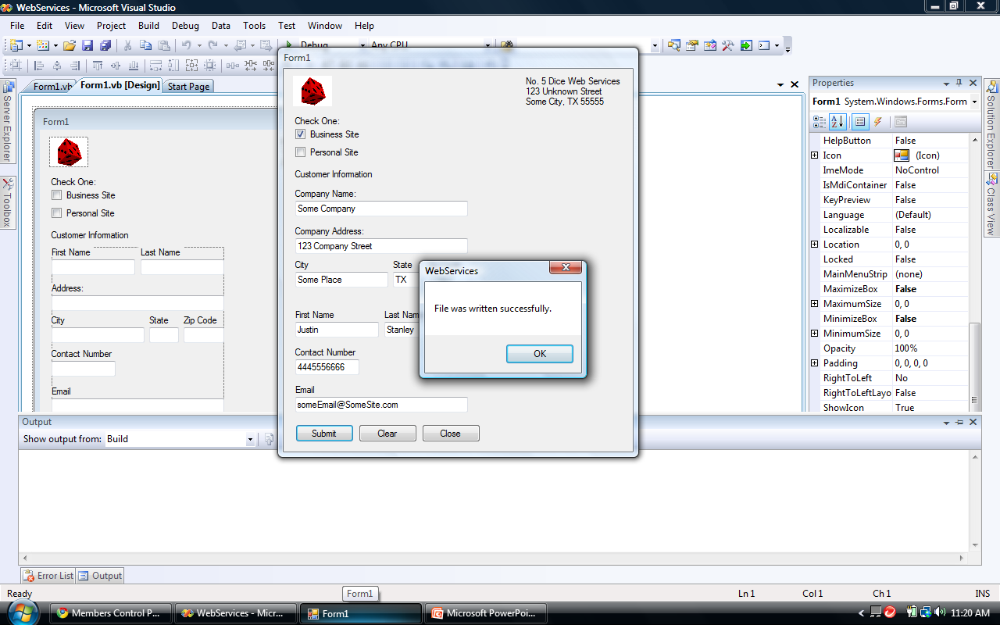 WebServices - Microsoft Visual Studio
File Edit View Project Build Debug Data Tools Test Window Help
Debug Any CPU
Form1.vb Form1.vb [Design] Start Page
Server Explorer
Toolbox
Form1
Check One:
Business Site
Personal Site
Customer Information
First Name Last Name
Address:
City State Zip Code
Contact Number
Email
Form1
No. 5 Dice Web Services
123 Unknown Street
Some City, TX 55555
Check One:
Business Site
Personal Site
Customer Information
Company Name:
Some Company
Company Address:
123 Company Street
City State
Some Place TX
First Name Last Nam
Justin Stanley
Contact Number
4445556666
Email
someEmail@SomeSite.com
Submit Clear Close
WebServices
File was written successfully.
OK
Properties
Form1 System.Windows.Forms.Form
HelpButton False
Icon (Icon)
ImeMode NoControl
IsMdiContainer False
KeyPreview False
Language (Default)
Localizable False
Location 0, 0
Locked False
MainMenuStrip (none)
MaximizeBox False
MaximumSize 0, 0
MinimizeBox False
MinimumSize 0, 0
Opacity 100%
Padding 0, 0, 0, 0
RightToLeft No
RightToLeftLayo False
ShowIcon True
Solution Explorer
Class View
Output
Show output from: Build
Error List Output
Ready Ln 1 Col 1 Ch 1 INS
Form1
Members Control P... WebServices - Micr... Form1 Microsoft PowerPoi... 11:20 AM